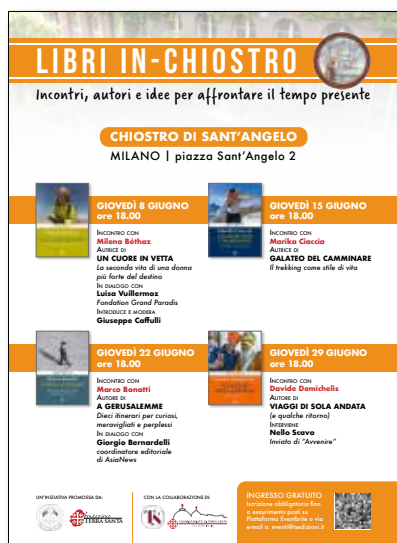 LIBRI IN-CHIOSTRO
Incontri, autori e idee per affrontare il tempo presente
CHIOSTRO DI SANT'ANGELO
MILANO | piazza Sant'Angelo 2
GIOVEDÌ 8 GIUGNO
ore 18.00
INCONTRO CON
Milena Béthaz
AUTRICE DI
UN CUORE IN VETTA
La seconda vita di una donna
più forte del destino
IN DIALOGO CON
Luisa Vuillermoz
Fondation Grand Paradis
INTRODUCE E MODERA
Giuseppe Caffulli
GIOVEDÌ 15 GIUGNO
ore 18.00
INCONTRO CON
Marika Ciaccia
AUTRICE DI
GALATEO DEL CAMMINARE
Il trekking come stile di vita
GIOVEDÌ 22 GIUGNO
ore 18.00
INCONTRO CON
Marco Bonatti
AUTORE DI
A GERUSALEMME
Dieci itinerari per curiosi,
meravigliati e perplessi
IN DIALOGO CON
Giorgio Bernardelli
coordinatore editoriale
di AsiaNews
GIOVEDÌ 29 GIUGNO
ore 18.00
INCONTRO CON
Davide Demichelis
AUTORE DI
VIAGGI DI SOLA ANDATA
(e qualche ritorno)
INTERVIENE
Nello Scavo
Inviato di "Avvenire"
UN'INIZIATIVA PROMOSSA DA:
fondazione
TERRA SANTA
CON LA COLLABORAZIONE DI:
INGRESSO GRATUITO
Iscrizione obbligatoria fino
a esaurimento posti su
Piattaforma Eventbrite o via
e-mail a: eventi@tsedizioni.it